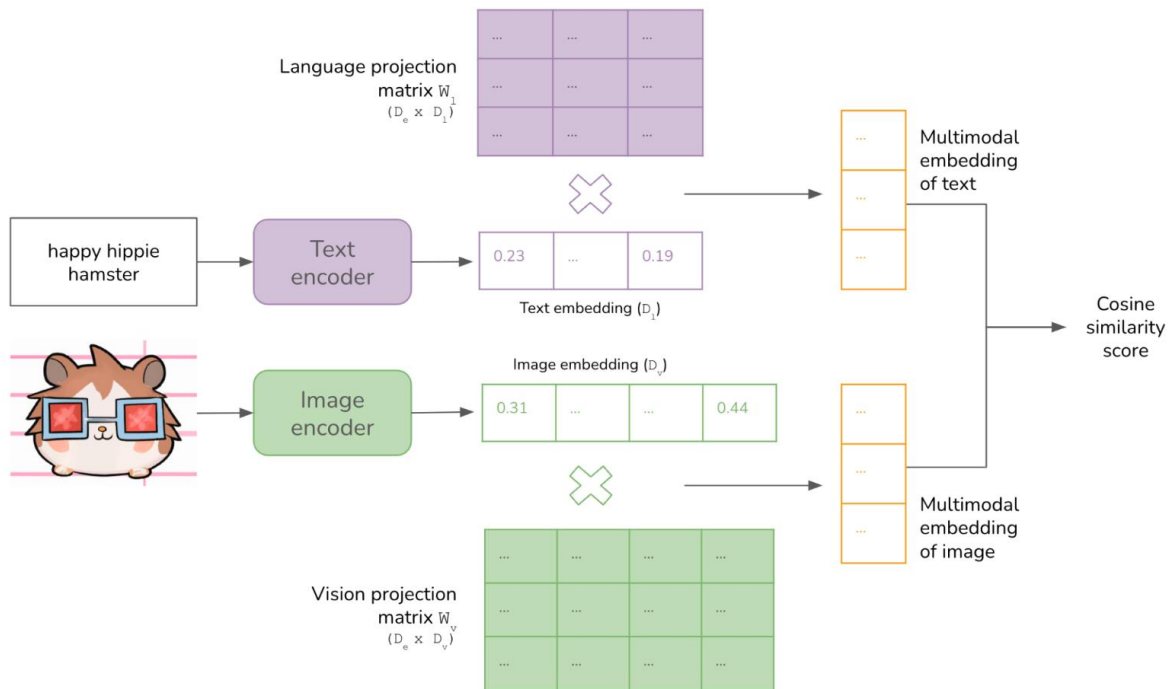 ... ... ...
Language projection
matrix W_l
(D_e x D_l)
... ... ...
... ... ...
...
Multimodal
embedding
of text
...
...
happy hippie
hamster
Text
encoder
0.23 ... 0.19
Text embedding (D_l)
Cosine
similarity
score
Image embedding (D_v)
Image
encoder
0.31 ... ... 0.44
...
...
...
Multimodal
embedding
of image
... ... ... ...
Vision projection
matrix W_v
(D_e x D_v)
... ... ... ...
... ... ... ...